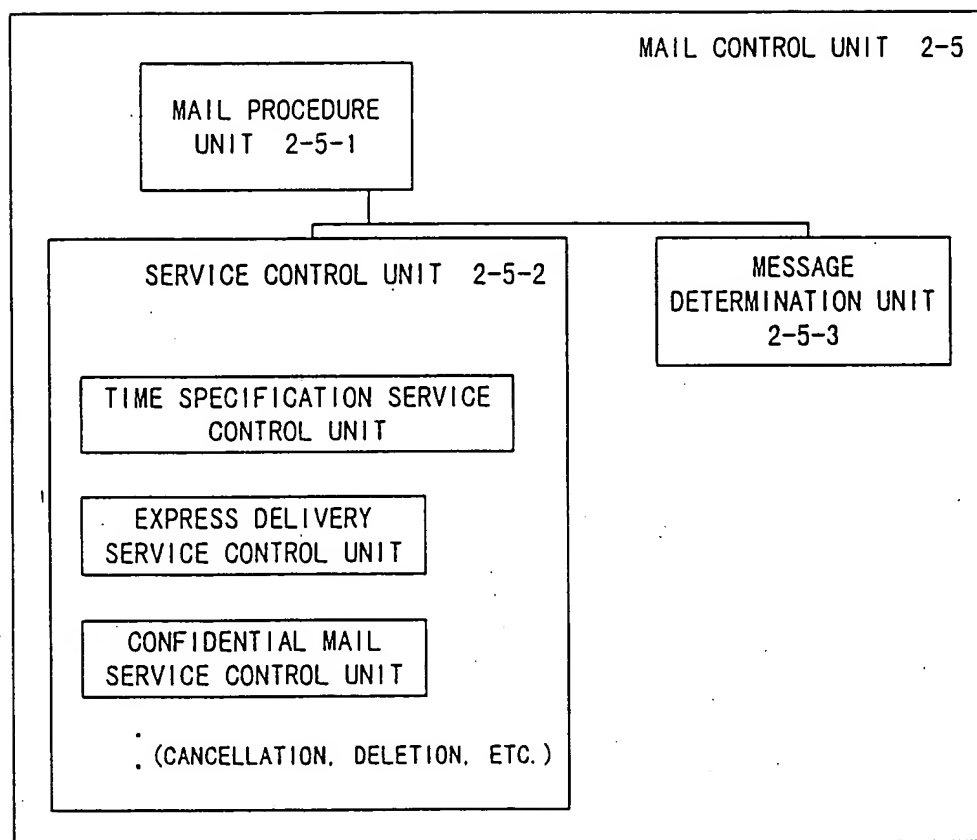 MAIL CONTROL UNIT 2-5
MAIL PROCEDURE
UNIT 2-5-1
SERVICE CONTROL UNIT 2-5-2
MESSAGE
DETERMINATION UNIT
2-5-3
TIME SPECIFICATION SERVICE
CONTROL UNIT
EXPRESS DELIVERY
SERVICE CONTROL UNIT
CONFIDENTIAL MAIL
SERVICE CONTROL UNIT
(CANCELLATION, DELETION, ETC.)